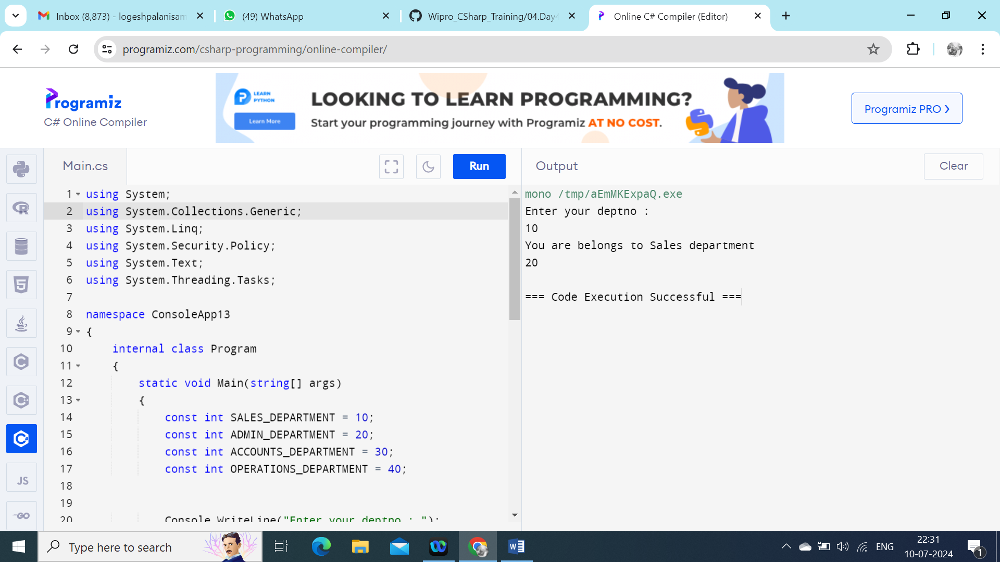 Inbox (8,873) - logeshpalanisam
(49) WhatsApp
Wipro_CSharp_Training/04.Day4
Online C# Compiler (Editor)
programiz.com/csharp-programming/online-compiler/
Programiz
C# Online Compiler
LEARN
PYTHON
Learn More
LOOKING TO LEARN PROGRAMMING?
Start your programming journey with Programiz AT NO COST.
Programiz PRO ❯
Main.cs
Run
1 using System;
2 using System.Collections.Generic;
3 using System.Linq;
4 using System.Security.Policy;
5 using System.Text;
6 using System.Threading.Tasks;
7
8 namespace ConsoleApp13
9 {
10 internal class Program
11 {
12 static void Main(string[] args)
13 {
14 const int SALES_DEPARTMENT = 10;
15 const int ADMIN_DEPARTMENT = 20;
16 const int ACCOUNTS_DEPARTMENT = 30;
17 const int OPERATIONS_DEPARTMENT = 40;
18
19
20 Console.WriteLine("Enter your deptno : ");
Output
Clear
mono /tmp/aEmMKExpaQ.exe
Enter your deptno :
10
You are belongs to Sales department
20
=== Code Execution Successful ===
JS
GO
Type here to search
W
ENG
22:31
10-07-2024
1